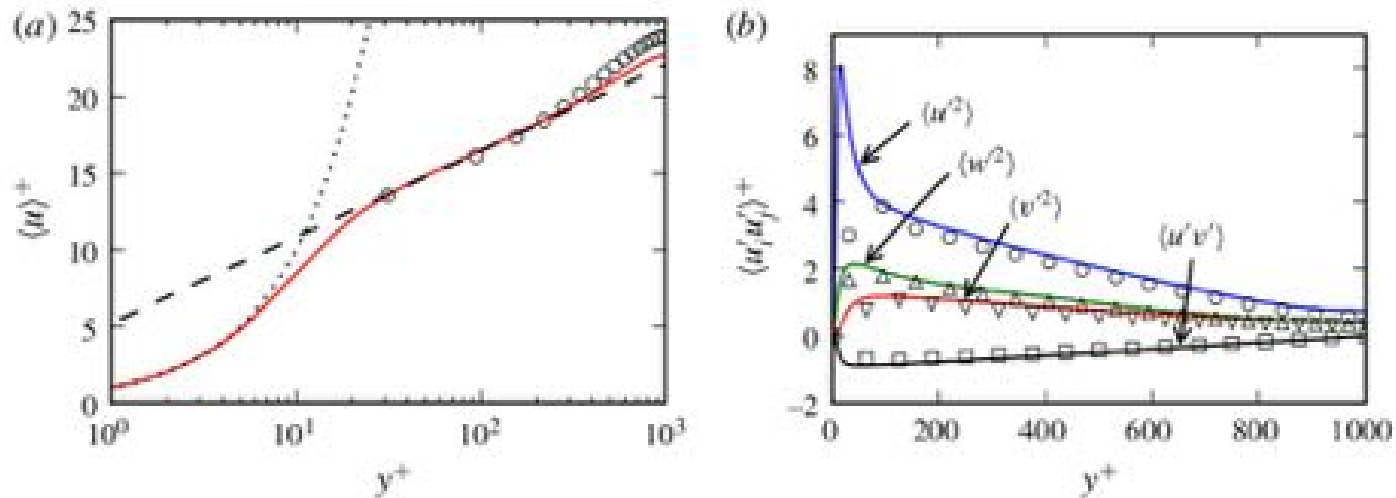 (a)
25
20
15
10
5
0
⟨u⟩⁺
10⁰ 10¹ 10² 10³
y⁺
(b)
8
6
4
2
0
−2
⟨u′ᵢu′ⱼ⟩⁺
⟨u′²⟩
⟨w′²⟩
⟨v′²⟩
⟨u′v′⟩
0 200 400 600 800 1000
y⁺